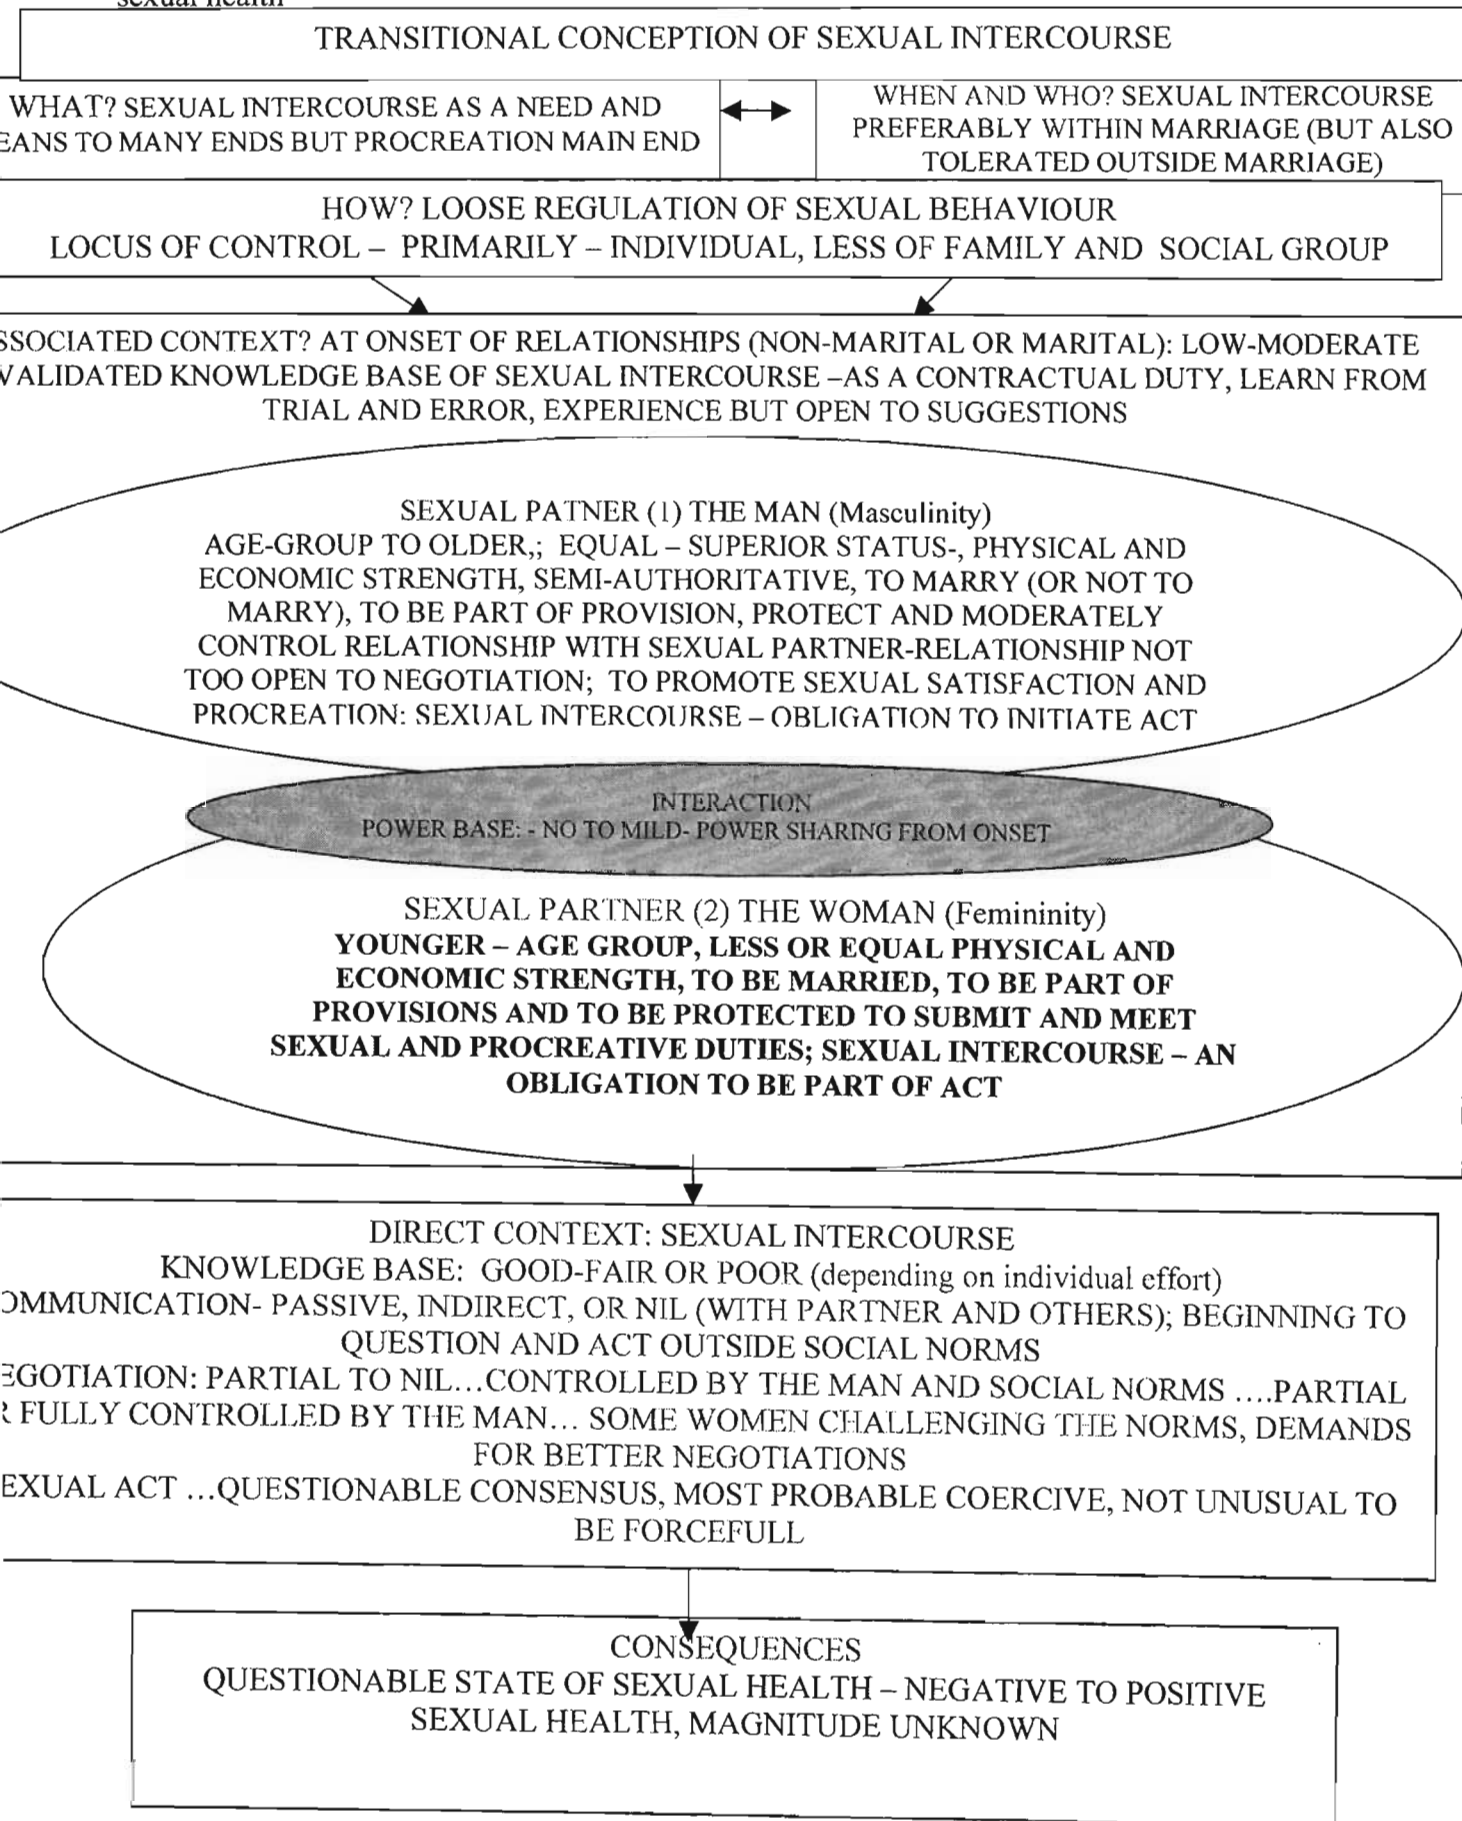 sexual health
TRANSITIONAL CONCEPTION OF SEXUAL INTERCOURSE
WHAT? SEXUAL INTERCOURSE AS A NEED AND
EANS TO MANY ENDS BUT PROCREATION MAIN END
WHEN AND WHO? SEXUAL INTERCOURSE
PREFERABLY WITHIN MARRIAGE (BUT ALSO
TOLERATED OUTSIDE MARRIAGE)
HOW? LOOSE REGULATION OF SEXUAL BEHAVIOUR
LOCUS OF CONTROL – PRIMARILY – INDIVIDUAL, LESS OF FAMILY AND SOCIAL GROUP
SSOCIATED CONTEXT? AT ONSET OF RELATIONSHIPS (NON-MARITAL OR MARITAL): LOW-MODERATE
VALIDATED KNOWLEDGE BASE OF SEXUAL INTERCOURSE –AS A CONTRACTUAL DUTY, LEARN FROM
TRIAL AND ERROR, EXPERIENCE BUT OPEN TO SUGGESTIONS
SEXUAL PATNER (1) THE MAN (Masculinity)
AGE-GROUP TO OLDER,; EQUAL – SUPERIOR STATUS-, PHYSICAL AND
ECONOMIC STRENGTH, SEMI-AUTHORITATIVE, TO MARRY (OR NOT TO
MARRY), TO BE PART OF PROVISION, PROTECT AND MODERATELY
CONTROL RELATIONSHIP WITH SEXUAL PARTNER-RELATIONSHIP NOT
TOO OPEN TO NEGOTIATION; TO PROMOTE SEXUAL SATISFACTION AND
PROCREATION: SEXUAL INTERCOURSE – OBLIGATION TO INITIATE ACT
INTERACTION
POWER BASE: - NO TO MILD- POWER SHARING FROM ONSET
SEXUAL PARTNER (2) THE WOMAN (Femininity)
YOUNGER – AGE GROUP, LESS OR EQUAL PHYSICAL AND
ECONOMIC STRENGTH, TO BE MARRIED, TO BE PART OF
PROVISIONS AND TO BE PROTECTED TO SUBMIT AND MEET
SEXUAL AND PROCREATIVE DUTIES; SEXUAL INTERCOURSE – AN
OBLIGATION TO BE PART OF ACT
DIRECT CONTEXT: SEXUAL INTERCOURSE
KNOWLEDGE BASE: GOOD-FAIR OR POOR (depending on individual effort)
OMMUNICATION- PASSIVE, INDIRECT, OR NIL (WITH PARTNER AND OTHERS); BEGINNING TO
QUESTION AND ACT OUTSIDE SOCIAL NORMS
EGOTIATION: PARTIAL TO NIL…CONTROLLED BY THE MAN AND SOCIAL NORMS ….PARTIAL
R FULLY CONTROLLED BY THE MAN… SOME WOMEN CHALLENGING THE NORMS, DEMANDS
FOR BETTER NEGOTIATIONS
EXUAL ACT …QUESTIONABLE CONSENSUS, MOST PROBABLE COERCIVE, NOT UNUSUAL TO
BE FORCEFULL
CONSEQUENCES
QUESTIONABLE STATE OF SEXUAL HEALTH – NEGATIVE TO POSITIVE
SEXUAL HEALTH, MAGNITUDE UNKNOWN